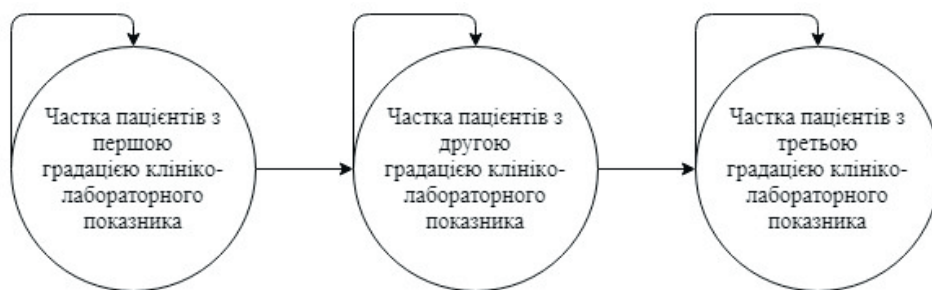 Частка пацієнтів з
першою
градацією клініко-
лабораторного
показника
Частка пацієнтів з
другою
градацією клініко-
лабораторного
показника
Частка пацієнтів з
третьою
градацією клініко-
лабораторного
показника